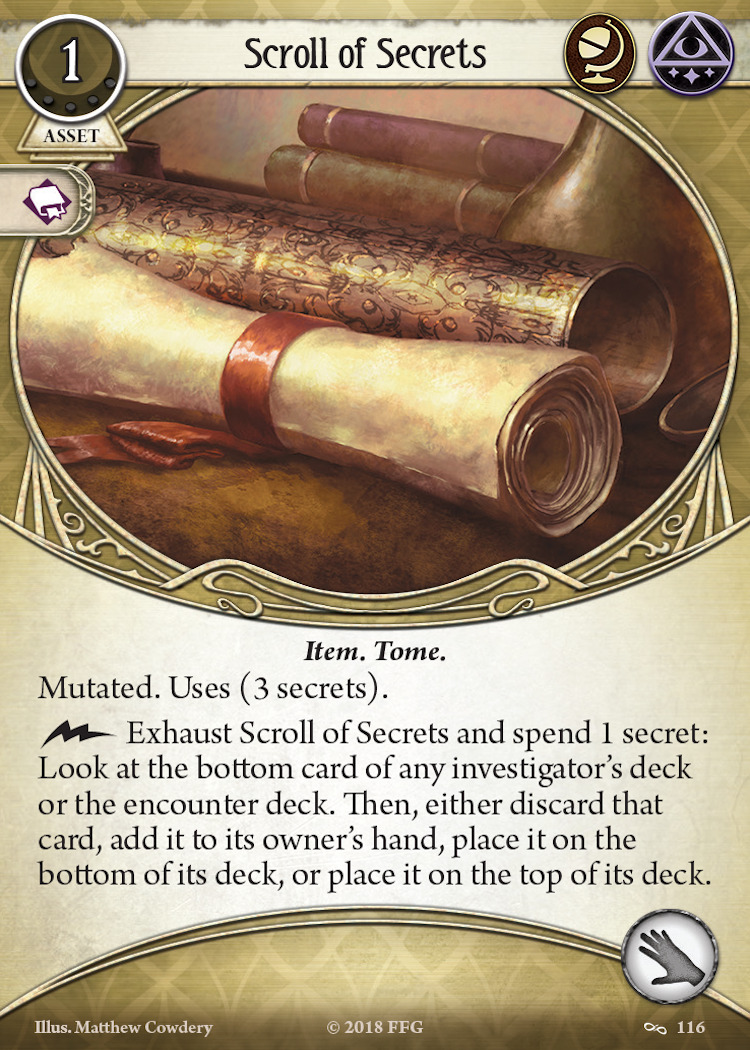 1
Scroll of Secrets
ASSET
Item. Tome.
Mutated. Uses (3 secrets).
Exhaust Scroll of Secrets and spend 1 secret:
Look at the bottom card of any investigator's deck
or the encounter deck. Then, either discard that
card, add it to its owner's hand, place it on the
bottom of its deck, or place it on the top of its deck.
Illus. Matthew Cowdery © 2018 FFG 116